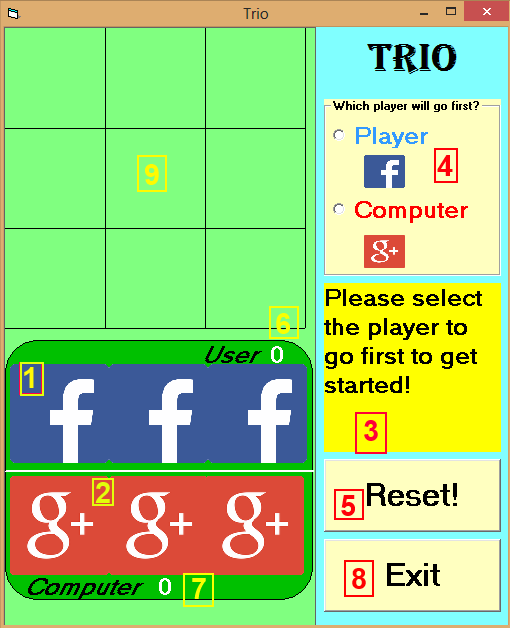 Trio
TRIO
Which player will go first?
Player
f
4
Computer
g+
9
6
Please select
the player to
go first to get
started!
3
User 0
1
f f f
2
g+ g+ g+
Computer 0
7
5
Reset!
8
Exit